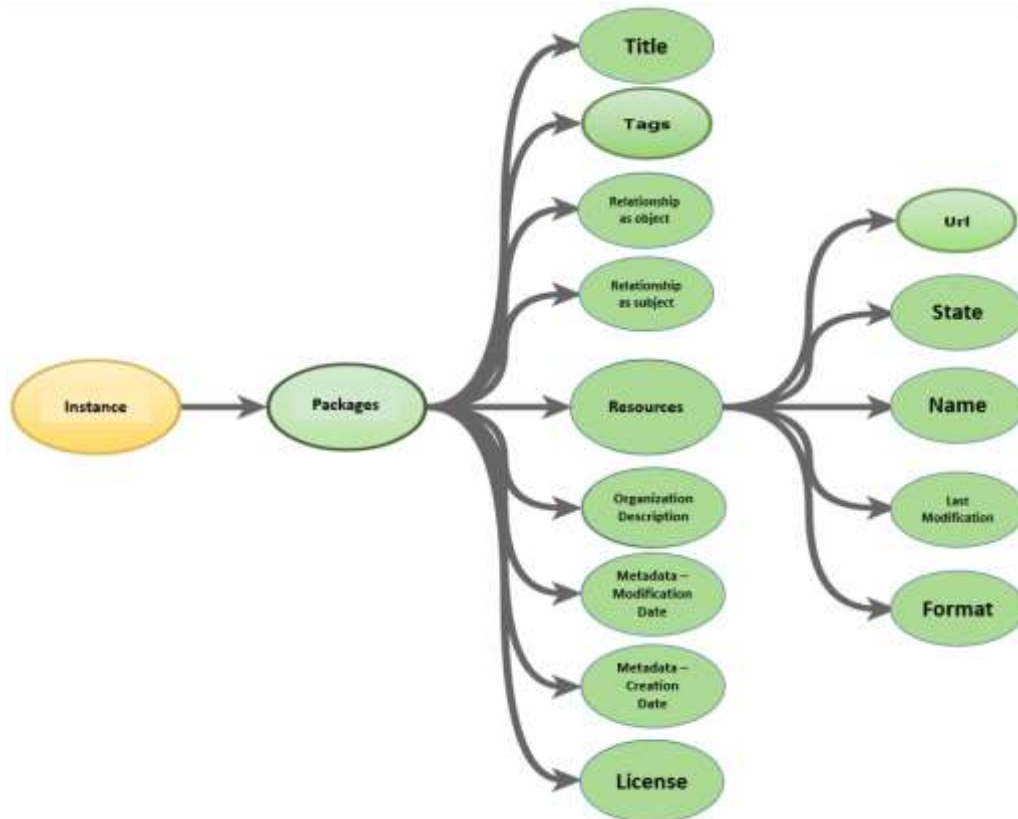 Title
Tags
Relationship
as object
Relationship
as subject
Instance
Packages
Resources
Organization
Description
Metadata –
Modification
Date
Metadata –
Creation
Date
License
Url
State
Name
Last
Modification
Format